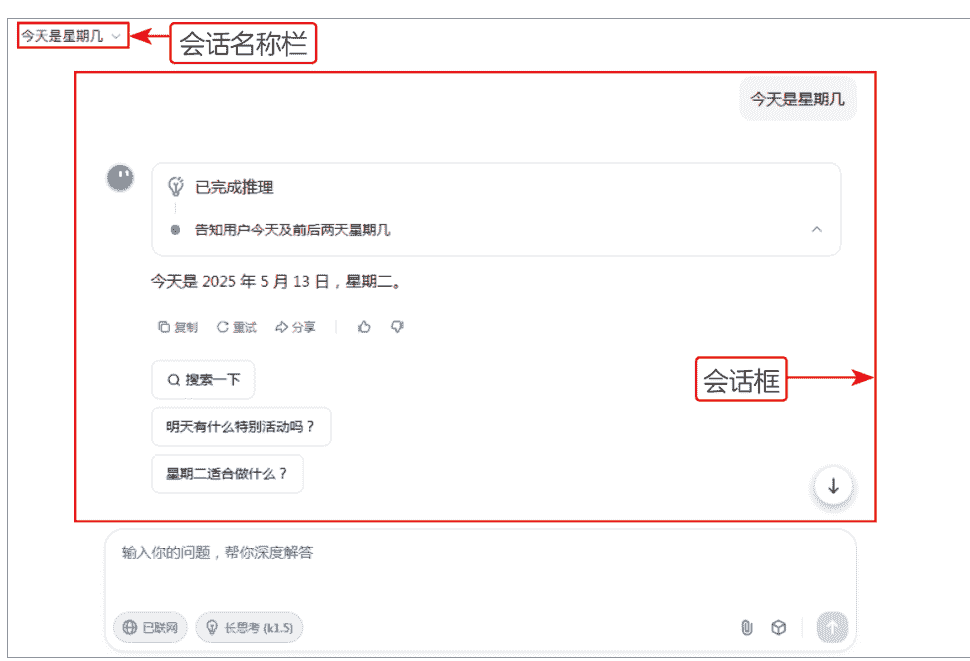 今天是星期几
会话名称栏
今天是星期几
已完成推理
告知用户今天及前后两天星期几
今天是 2025 年 5 月 13 日，星期二。
复制 重试 分享
搜索一下
会话框
明天有什么特别活动吗？
星期二适合做什么？
输入你的问题，帮你深度解答
已联网 长思考 (k1.5)